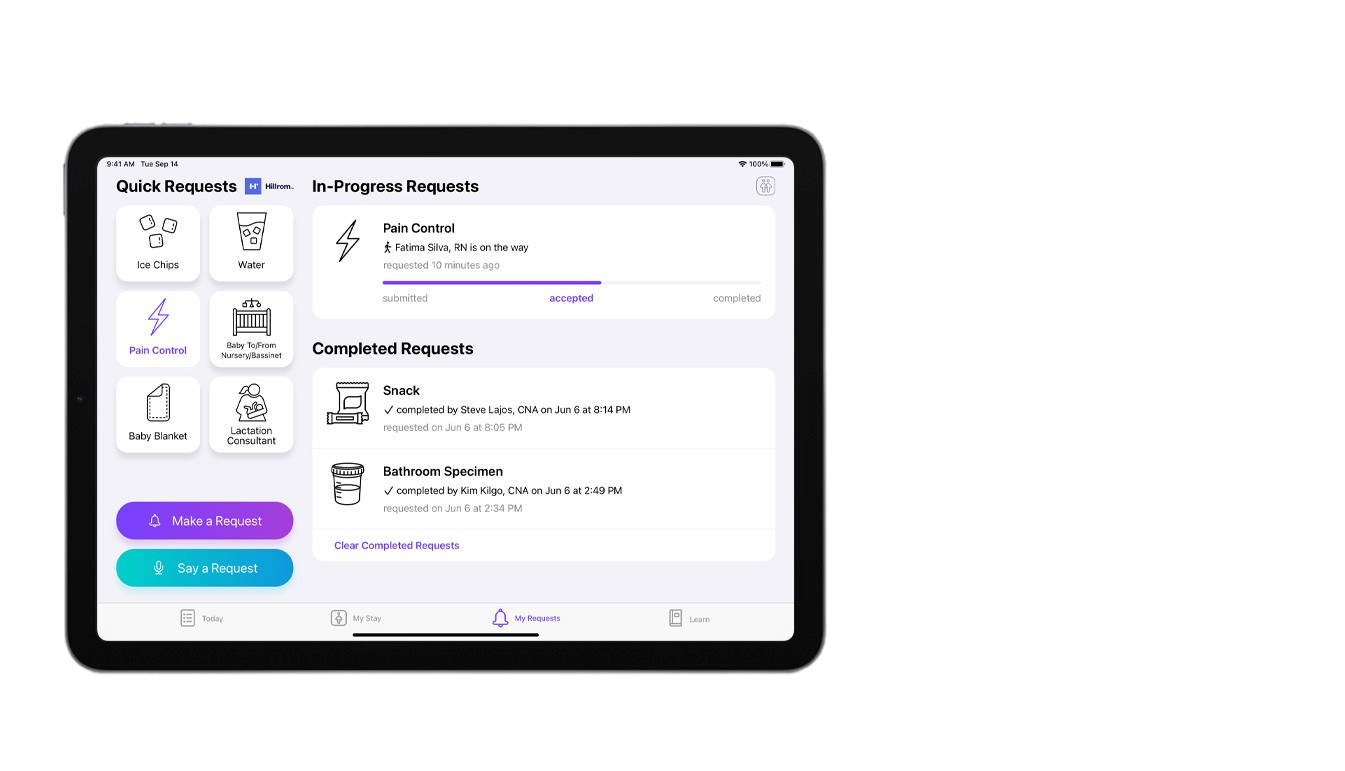 9:41 AM Tue Sep 14
100%
Quick Requests
H
Hillrom™
Ice Chips
Water
Pain Control
Baby To/From
Nursery/Bassinet
Baby Blanket
Lactation
Consultant
Make a Request
Say a Request
In-Progress Requests
Pain Control
Fatima Silva, RN is on the way
requested 10 minutes ago
submitted
accepted
completed
Completed Requests
Snack
✓ completed by Steve Lajos, CNA on Jun 6 at 8:14 PM
requested on Jun 6 at 8:05 PM
Bathroom Specimen
✓ completed by Kim Kilgo, CNA on Jun 6 at 2:49 PM
requested on Jun 6 at 2:34 PM
Clear Completed Requests
Today
My Stay
My Requests
Learn